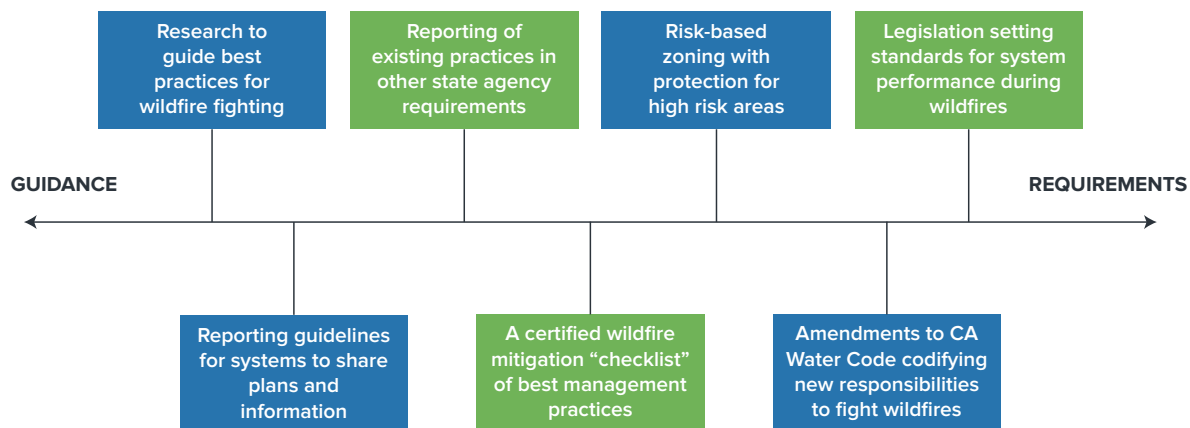 Research to
guide best
practices for
wildfire fighting
Reporting of
existing practices in
other state agency
requirements
Risk-based
zoning with
protection for
high risk areas
Legislation setting
standards for system
performance during
wildfires
GUIDANCE
REQUIREMENTS
Reporting guidelines
for systems to share
plans and
information
A certified wildfire
mitigation “checklist”
of best management
practices
Amendments to CA
Water Code codifying
new responsibilities
to fight wildfires